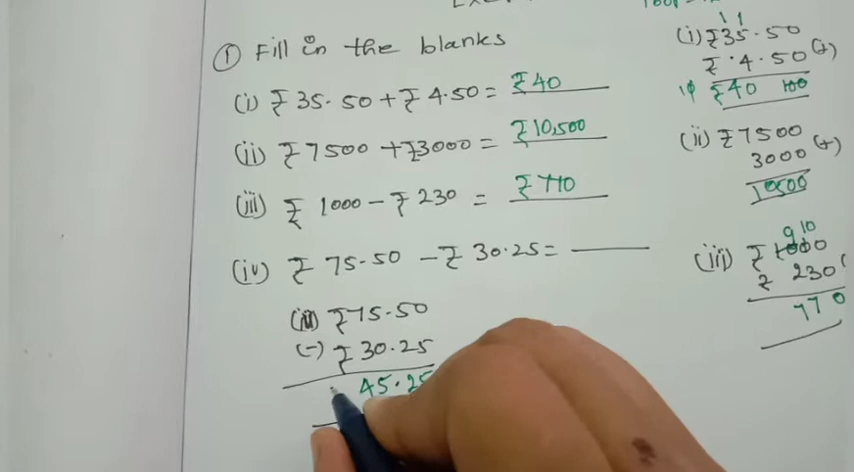 ① Fill in the blanks
(i) ₹ 35.50 + ₹ 4.50 = ₹40
(ii) ₹ 7500 + ₹3000 = ₹10,500
(iii) ₹ 1000 - ₹ 230 = ₹ 770
(iv) ₹ 75.50 - ₹ 30.25 =
₹75.50
(-) ₹ 30.25
45.25
(i) ₹35.50
₹ 4.50 (+)
₹40
(ii) ₹7500
3000 (+)
10500
(iii) ₹ 1000
₹ 230
770